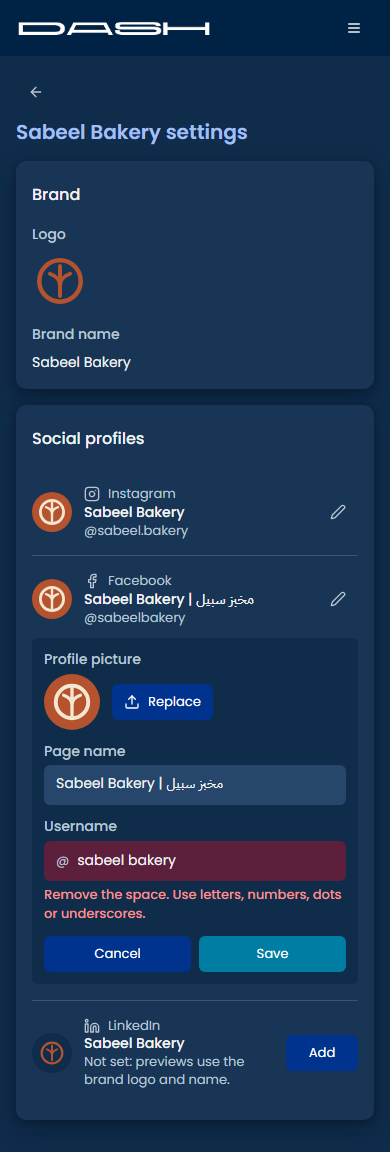 DASH
Sabeel Bakery settings
Brand
Logo
Brand name
Sabeel Bakery
Social profiles
Instagram
Sabeel Bakery
@sabeel.bakery
Facebook
Sabeel Bakery | مخبز سبيل
@sabeelbakery
Profile picture
Replace
Page name
Sabeel Bakery | مخبز سبيل
Username
@ sabeel bakery
Remove the space. Use letters, numbers, dots
or underscores.
Cancel
Save
LinkedIn
Sabeel Bakery
Not set: previews use the
brand logo and name.
Add